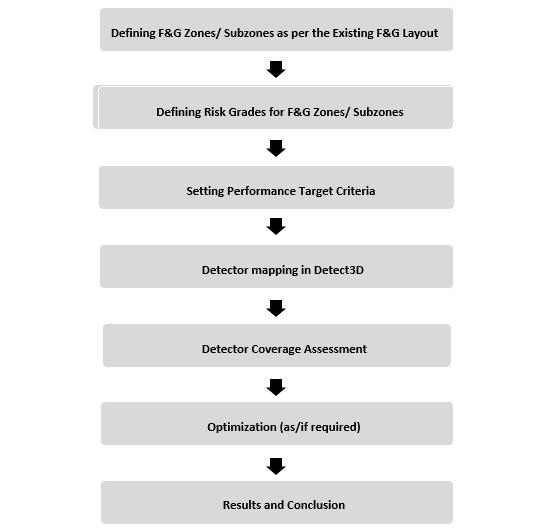 Defining F&G Zones/ Subzones as per the Existing F&G Layout
Defining Risk Grades for F&G Zones/ Subzones
Setting Performance Target Criteria
Detector mapping in Detect3D
Detector Coverage Assessment
Optimization (as/if required)
Results and Conclusion